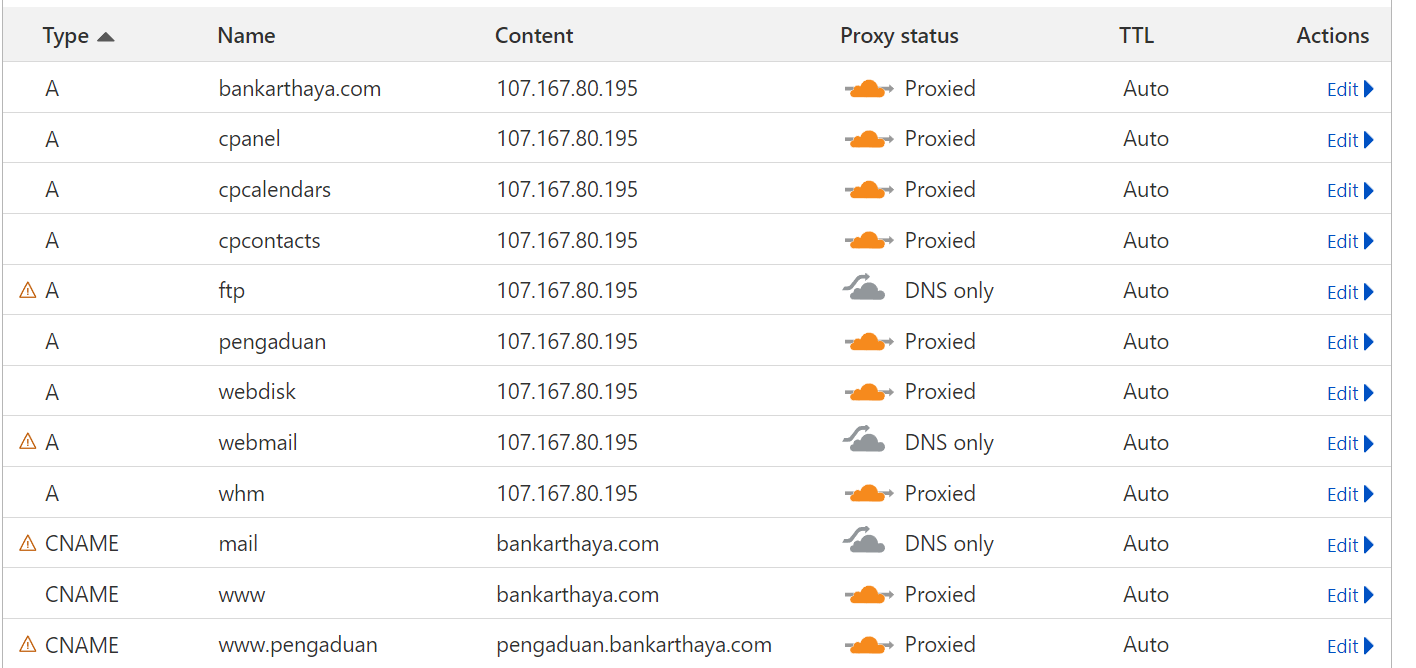 Type Name Content Proxy status TTL Actions
A bankarthaya.com 107.167.80.195 Proxied Auto Edit
A cpanel 107.167.80.195 Proxied Auto Edit
A cpcalendars 107.167.80.195 Proxied Auto Edit
A cpcontacts 107.167.80.195 Proxied Auto Edit
A ftp 107.167.80.195 DNS only Auto Edit
A pengaduan 107.167.80.195 Proxied Auto Edit
A webdisk 107.167.80.195 Proxied Auto Edit
A webmail 107.167.80.195 DNS only Auto Edit
A whm 107.167.80.195 Proxied Auto Edit
CNAME mail bankarthaya.com DNS only Auto Edit
CNAME www bankarthaya.com Proxied Auto Edit
CNAME www.pengaduan pengaduan.bankarthaya.com Proxied Auto Edit